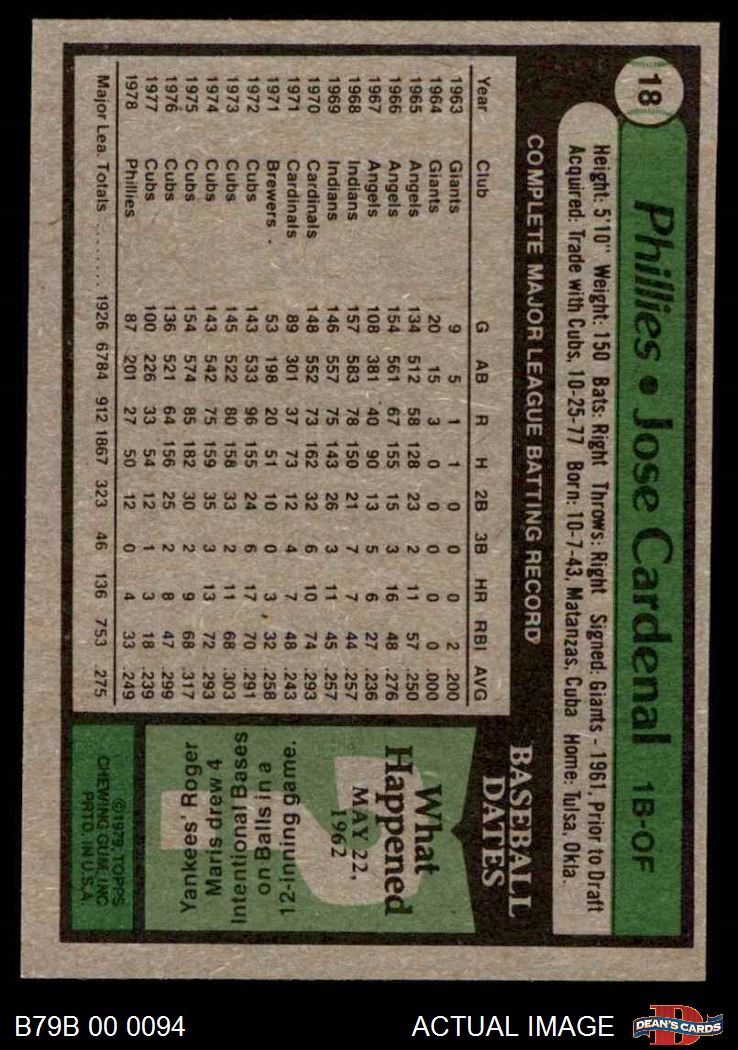 18
Phillies • Jose Cardenal 1B-OF
Height: 5'10" Weight: 150 Bats: Right Throws: Right Signed: Giants - 1961, Prior to Draft
Acquired: Trade with Cubs, 10-25-77 Born: 10-7-43, Matanzas, Cuba Home: Tulsa, Okla.
COMPLETE MAJOR LEAGUE BATTING RECORD
Year Club G AB R H 2B 3B HR RBI AVG
1963 Giants 9 5 1 1 0 0 0 2 .200
1964 Giants 20 15 3 0 0 0 0 0 .000
1965 Angels 134 512 58 128 23 2 11 57 .250
1966 Angels 154 561 67 155 15 3 16 48 .276
1967 Angels 108 381 40 90 13 5 6 27 .236
1968 Indians 157 583 78 150 21 7 7 44 .257
1969 Indians 146 557 75 143 26 3 11 45 .257
1970 Cardinals 148 552 73 162 32 6 10 74 .293
1971 Cardinals 89 301 37 73 12 4 7 48 .243
1971 Brewers 53 198 20 51 10 0 3 32 .258
1972 Cubs 143 533 96 155 24 6 17 70 .291
1973 Cubs 145 522 80 158 33 2 11 68 .303
1974 Cubs 143 542 75 159 35 3 13 72 .293
1975 Cubs 154 574 85 182 30 2 9 68 .317
1976 Cubs 136 521 64 156 25 2 8 47 .299
1977 Cubs 100 226 33 54 12 1 3 18 .239
1978 Phillies 87 201 27 50 12 0 4 33 .249
Major Lea. Totals ........ 1926 6784 912 1867 323 46 136 753 .275
BASEBALL
DATES
What
Happened
MAY 22,
1962
Yankees' Roger
Maris drew 4
Intentional Bases
on Balls in a
12-inning game.
©1979, TOPPS
CHEWING GUM, INC.
PRTD. IN U.S.A.
B79B 00 0094
ACTUAL IMAGE
D
DEAN'S CARDS